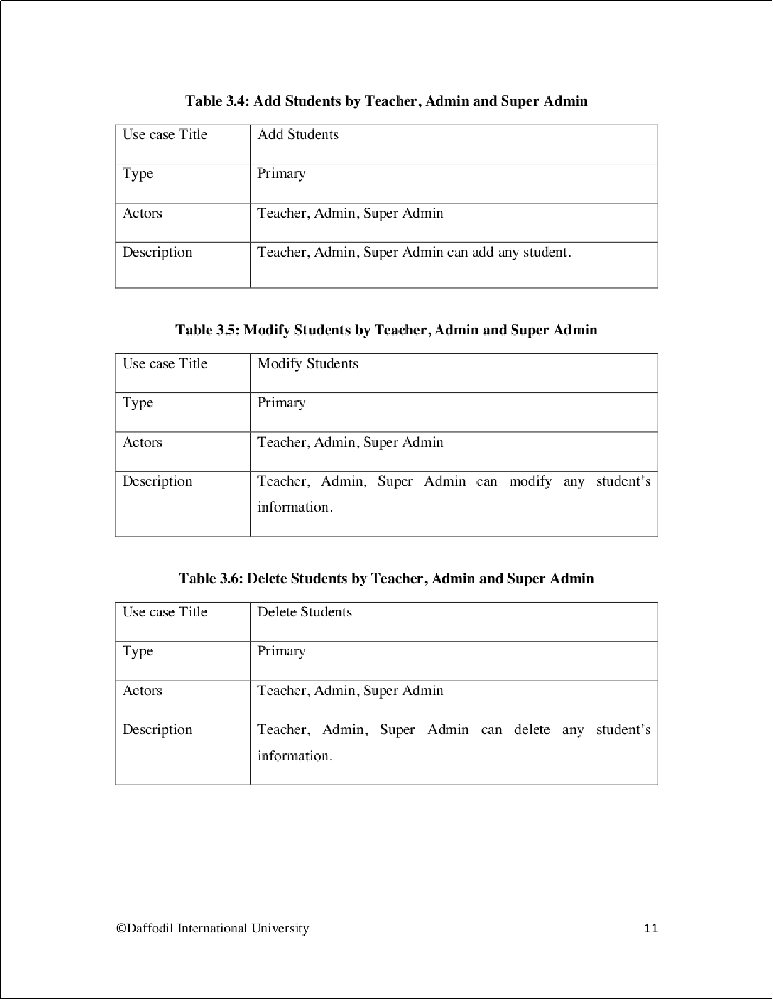 Table 3.4: Add Students by Teacher, Admin and Super Admin
Use case Title Add Students
Type Primary
Actors Teacher, Admin, Super Admin
Description Teacher, Admin, Super Admin can add any student.
Table 3.5: Modify Students by Teacher, Admin and Super Admin
Use case Title Modify Students
Type Primary
Actors Teacher, Admin, Super Admin
Description Teacher, Admin, Super Admin can modify any student’s
information.
Table 3.6: Delete Students by Teacher, Admin and Super Admin
Use case Title Delete Students
Type Primary
Actors Teacher, Admin, Super Admin
Description Teacher, Admin, Super Admin can delete any student’s
information.
©Daffodil International University 11